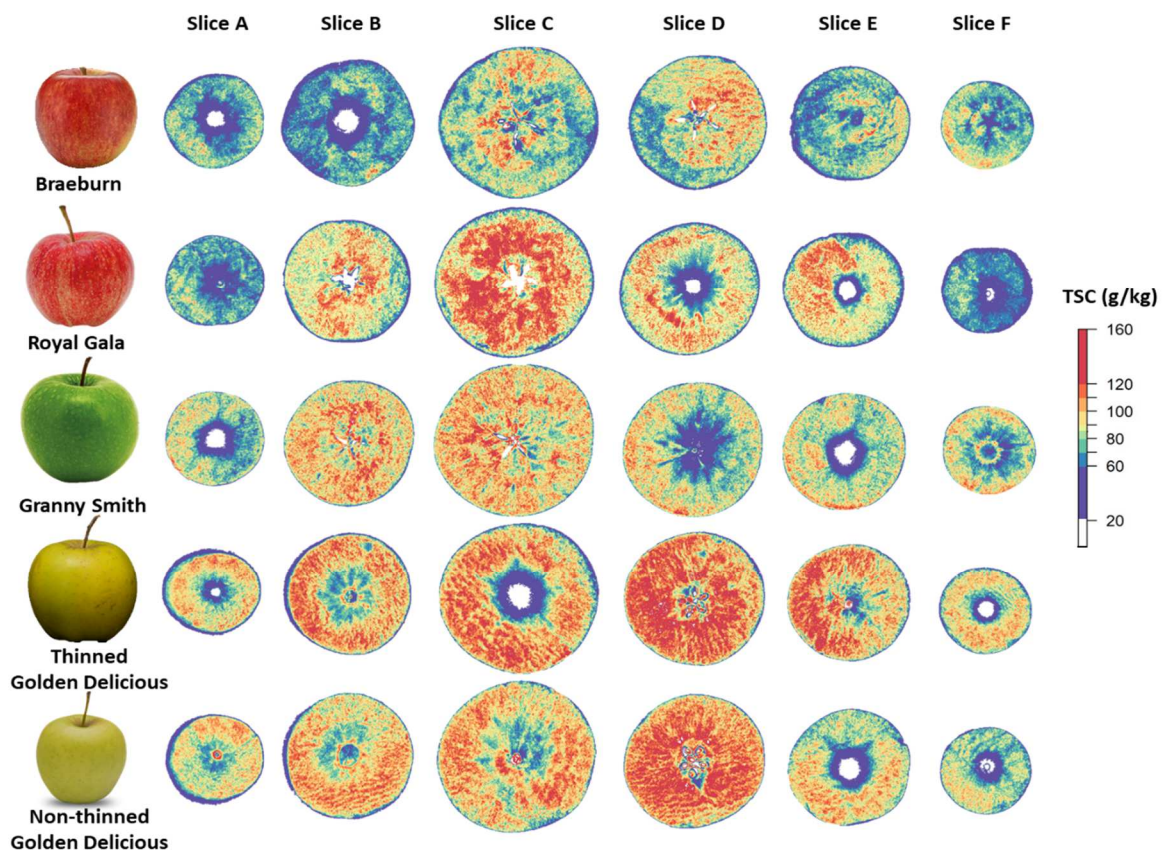 Slice A Slice B Slice C Slice D Slice E Slice F
Braeburn
Royal Gala
TSC (g/kg)
160
120
100
80
60
20
Granny Smith
Thinned
Golden Delicious
Non-thinned
Golden Delicious